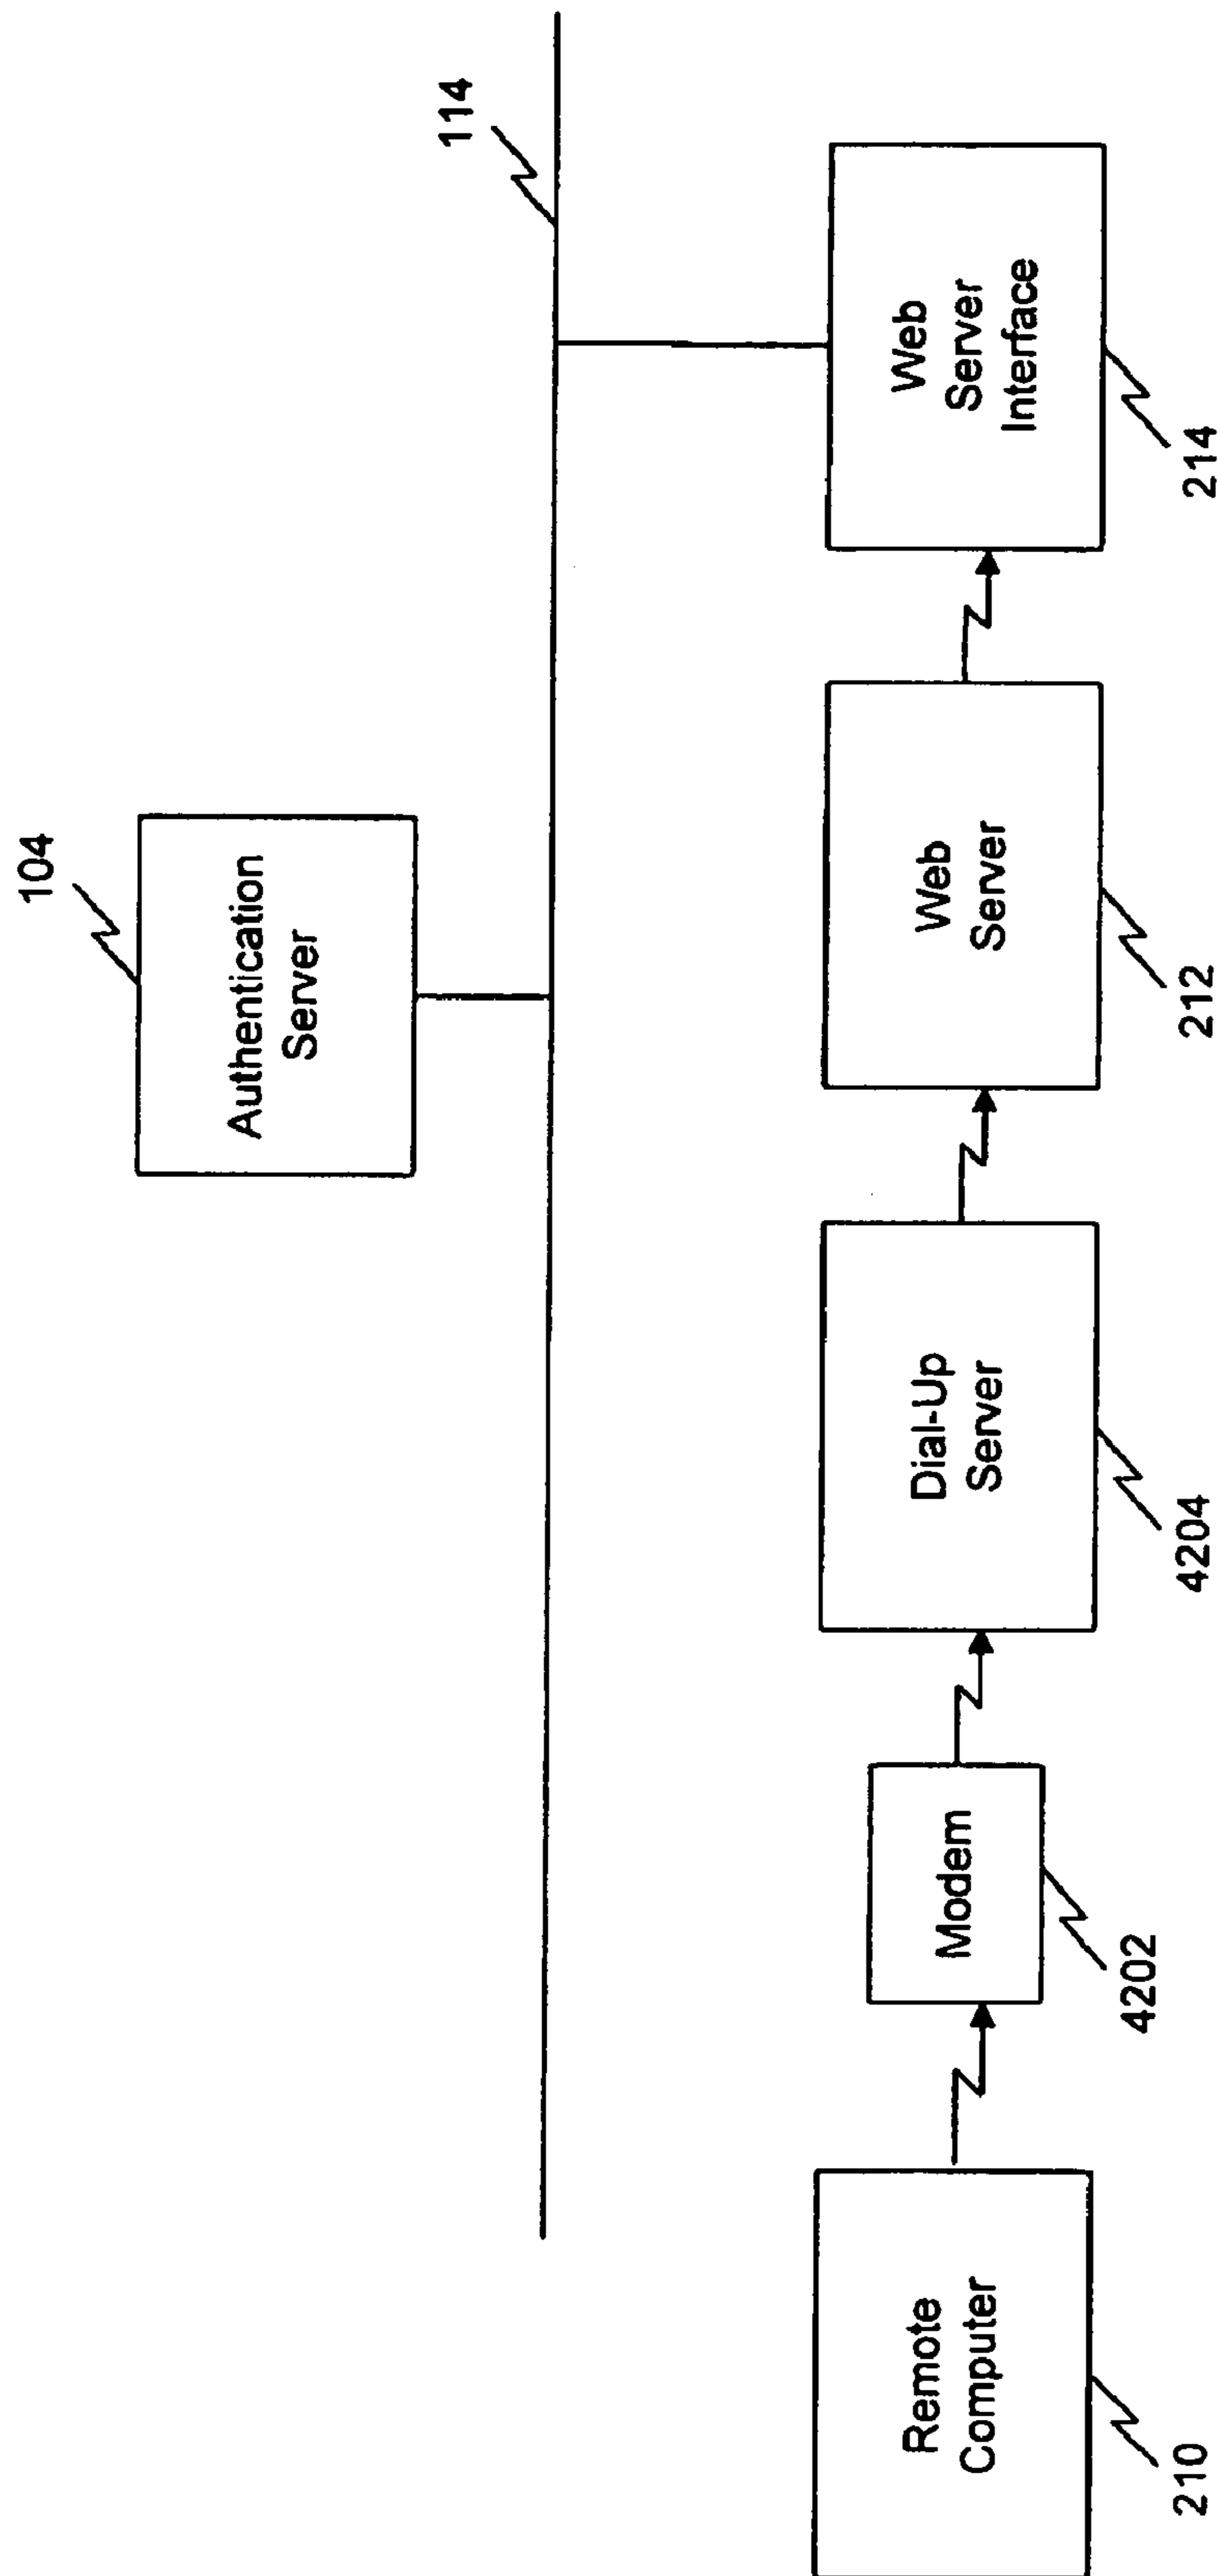 104
Authentication
Server
114
Remote
Computer
210
Modem
4202
Dial-Up
Server
4204
Web
Server
212
Web
Server
Interface
214